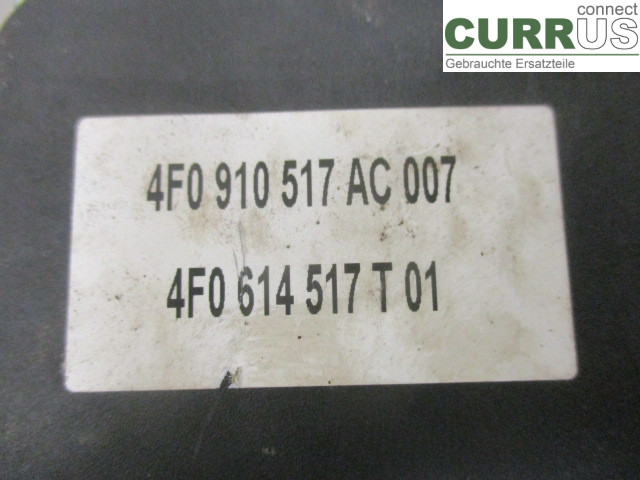 connect
CURRUS
Gebrauchte Ersatzteile
4F0 910 517 AC 007
4F0 614 517 T 01